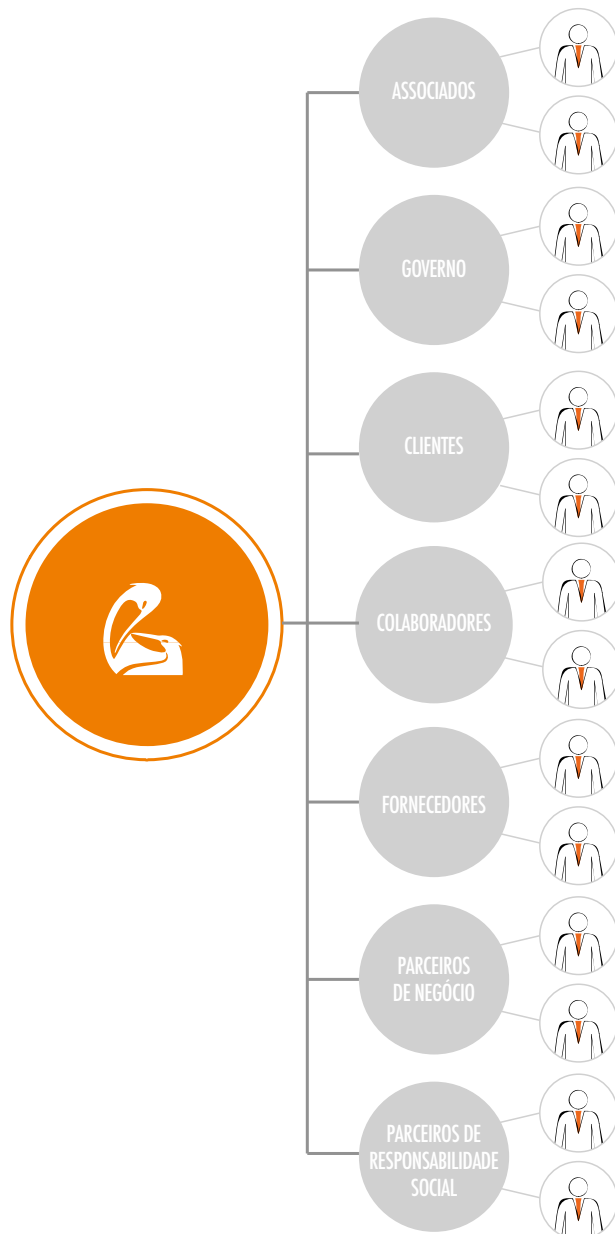 ASSOCIADOS
GOVERNO
CLIENTES
COLABORADORES
FORNECEDORES
PARCEIROS
DE NEGÓCIO
PARCEIROS DE
RESPONSABILIDADE
SOCIAL